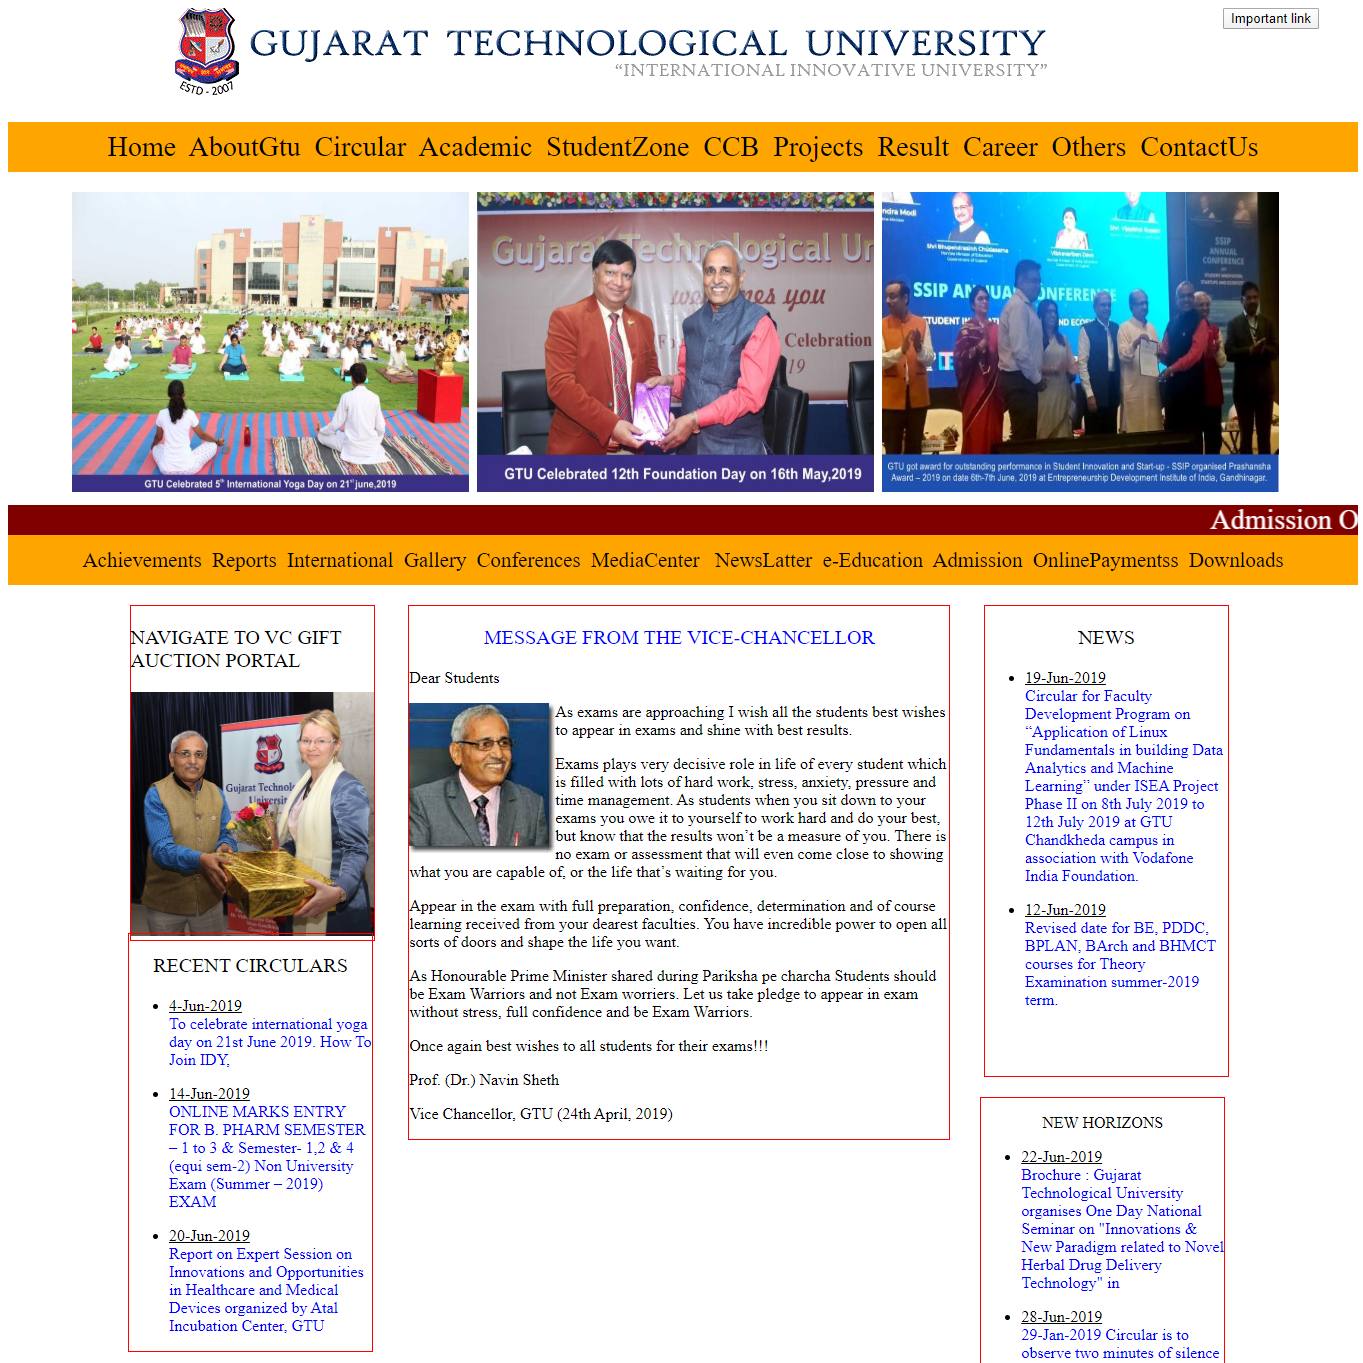 Important link
GUJARAT TECHNOLOGICAL UNIVERSITY
“INTERNATIONAL INNOVATIVE UNIVERSITY”
ESTD - 2007
Home AboutGtu Circular Academic StudentZone CCB Projects Result Career Others ContactUs
GTU Celebrated 5th International Yoga Day on 21st june,2019
Gujarat Technological Un
welcomes you
Celebration
19
GTU Celebrated 12th Foundation Day on 16th May,2019
ndra Modi
Shri Bhupendrasinh Chudasama
Vibhavariben Dave
SSIP
ANNUAL
CONFERENCE
SSIP ANNUAL CONFERENCE
GTU got award for outstanding performance in Student Innovation and Start-up - SSIP organised Prashansha
Award – 2019 on date 6th-7th June, 2019 at Entrepreneurship Development Institute of India, Gandhinagar.
Admission O
Achievements Reports International Gallery Conferences MediaCenter NewsLatter e-Education Admission OnlinePaymentss Downloads
NAVIGATE TO VC GIFT
AUCTION PORTAL
Gujarat Technol
Universit
RECENT CIRCULARS
4-Jun-2019
To celebrate international yoga
day on 21st June 2019. How To
Join IDY,
14-Jun-2019
ONLINE MARKS ENTRY
FOR B. PHARM SEMESTER
– 1 to 3 & Semester- 1,2 & 4
(equi sem-2) Non University
Exam (Summer – 2019)
EXAM
20-Jun-2019
Report on Expert Session on
Innovations and Opportunities
in Healthcare and Medical
Devices organized by Atal
Incubation Center, GTU
MESSAGE FROM THE VICE-CHANCELLOR
Dear Students
As exams are approaching I wish all the students best wishes
to appear in exams and shine with best results.
Exams plays very decisive role in life of every student which
is filled with lots of hard work, stress, anxiety, pressure and
time management. As students when you sit down to your
exams you owe it to yourself to work hard and do your best,
but know that the results won’t be a measure of you. There is
no exam or assessment that will even come close to showing
what you are capable of, or the life that’s waiting for you.
Appear in the exam with full preparation, confidence, determination and of course
learning received from your dearest faculties. You have incredible power to open all
sorts of doors and shape the life you want.
As Honourable Prime Minister shared during Pariksha pe charcha Students should
be Exam Warriors and not Exam worriers. Let us take pledge to appear in exam
without stress, full confidence and be Exam Warriors.
Once again best wishes to all students for their exams!!!
Prof. (Dr.) Navin Sheth
Vice Chancellor, GTU (24th April, 2019)
NEWS
19-Jun-2019
Circular for Faculty
Development Program on
“Application of Linux
Fundamentals in building Data
Analytics and Machine
Learning” under ISEA Project
Phase II on 8th July 2019 to
12th July 2019 at GTU
Chandkheda campus in
association with Vodafone
India Foundation.
12-Jun-2019
Revised date for BE, PDDC,
BPLAN, BArch and BHMCT
courses for Theory
Examination summer-2019
term.
NEW HORIZONS
22-Jun-2019
Brochure : Gujarat
Technological University
organises One Day National
Seminar on "Innovations &
New Paradigm related to Novel
Herbal Drug Delivery
Technology" in
28-Jun-2019
29-Jan-2019 Circular is to
observe two minutes of silence